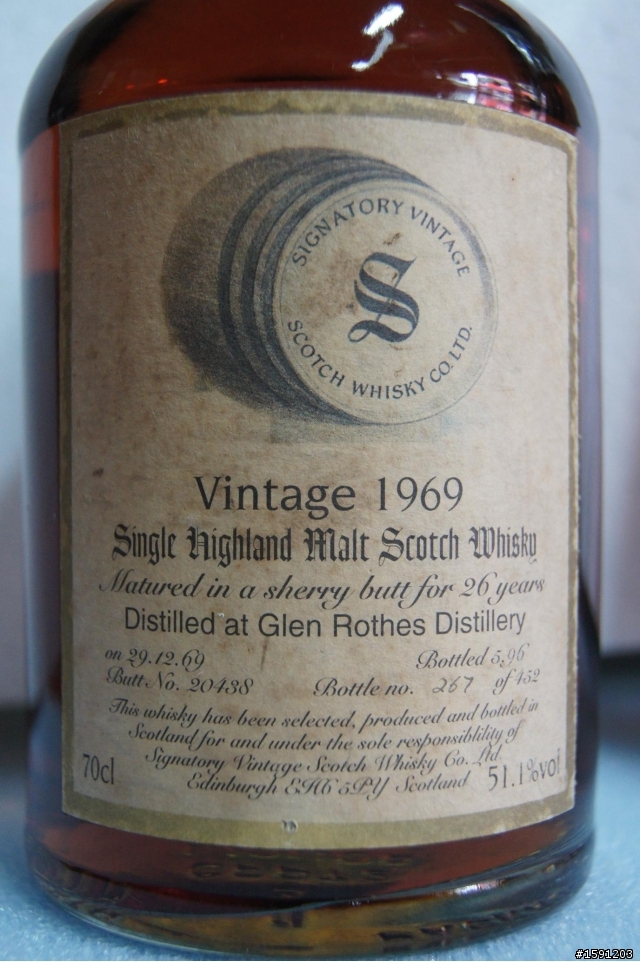 SIGNATORY VINTAGE
S
SCOTCH WHISKY CO. LTD.
Vintage 1969
Single Highland Malt Scotch Whisky
Matured in a sherry butt for 26 years
Distilled at Glen Rothes Distillery
on 29.12.69 Bottled 5.96
Butt No. 20438 Bottle no. 267 of 452
This whisky has been selected, produced and bottled in
Scotland for and under the sole responsiblility of
Signatory Vintage Scotch Whisky Co. Ltd.
Edinburgh EH6 5PY Scotland
70cl 51.1%vol
#1591203